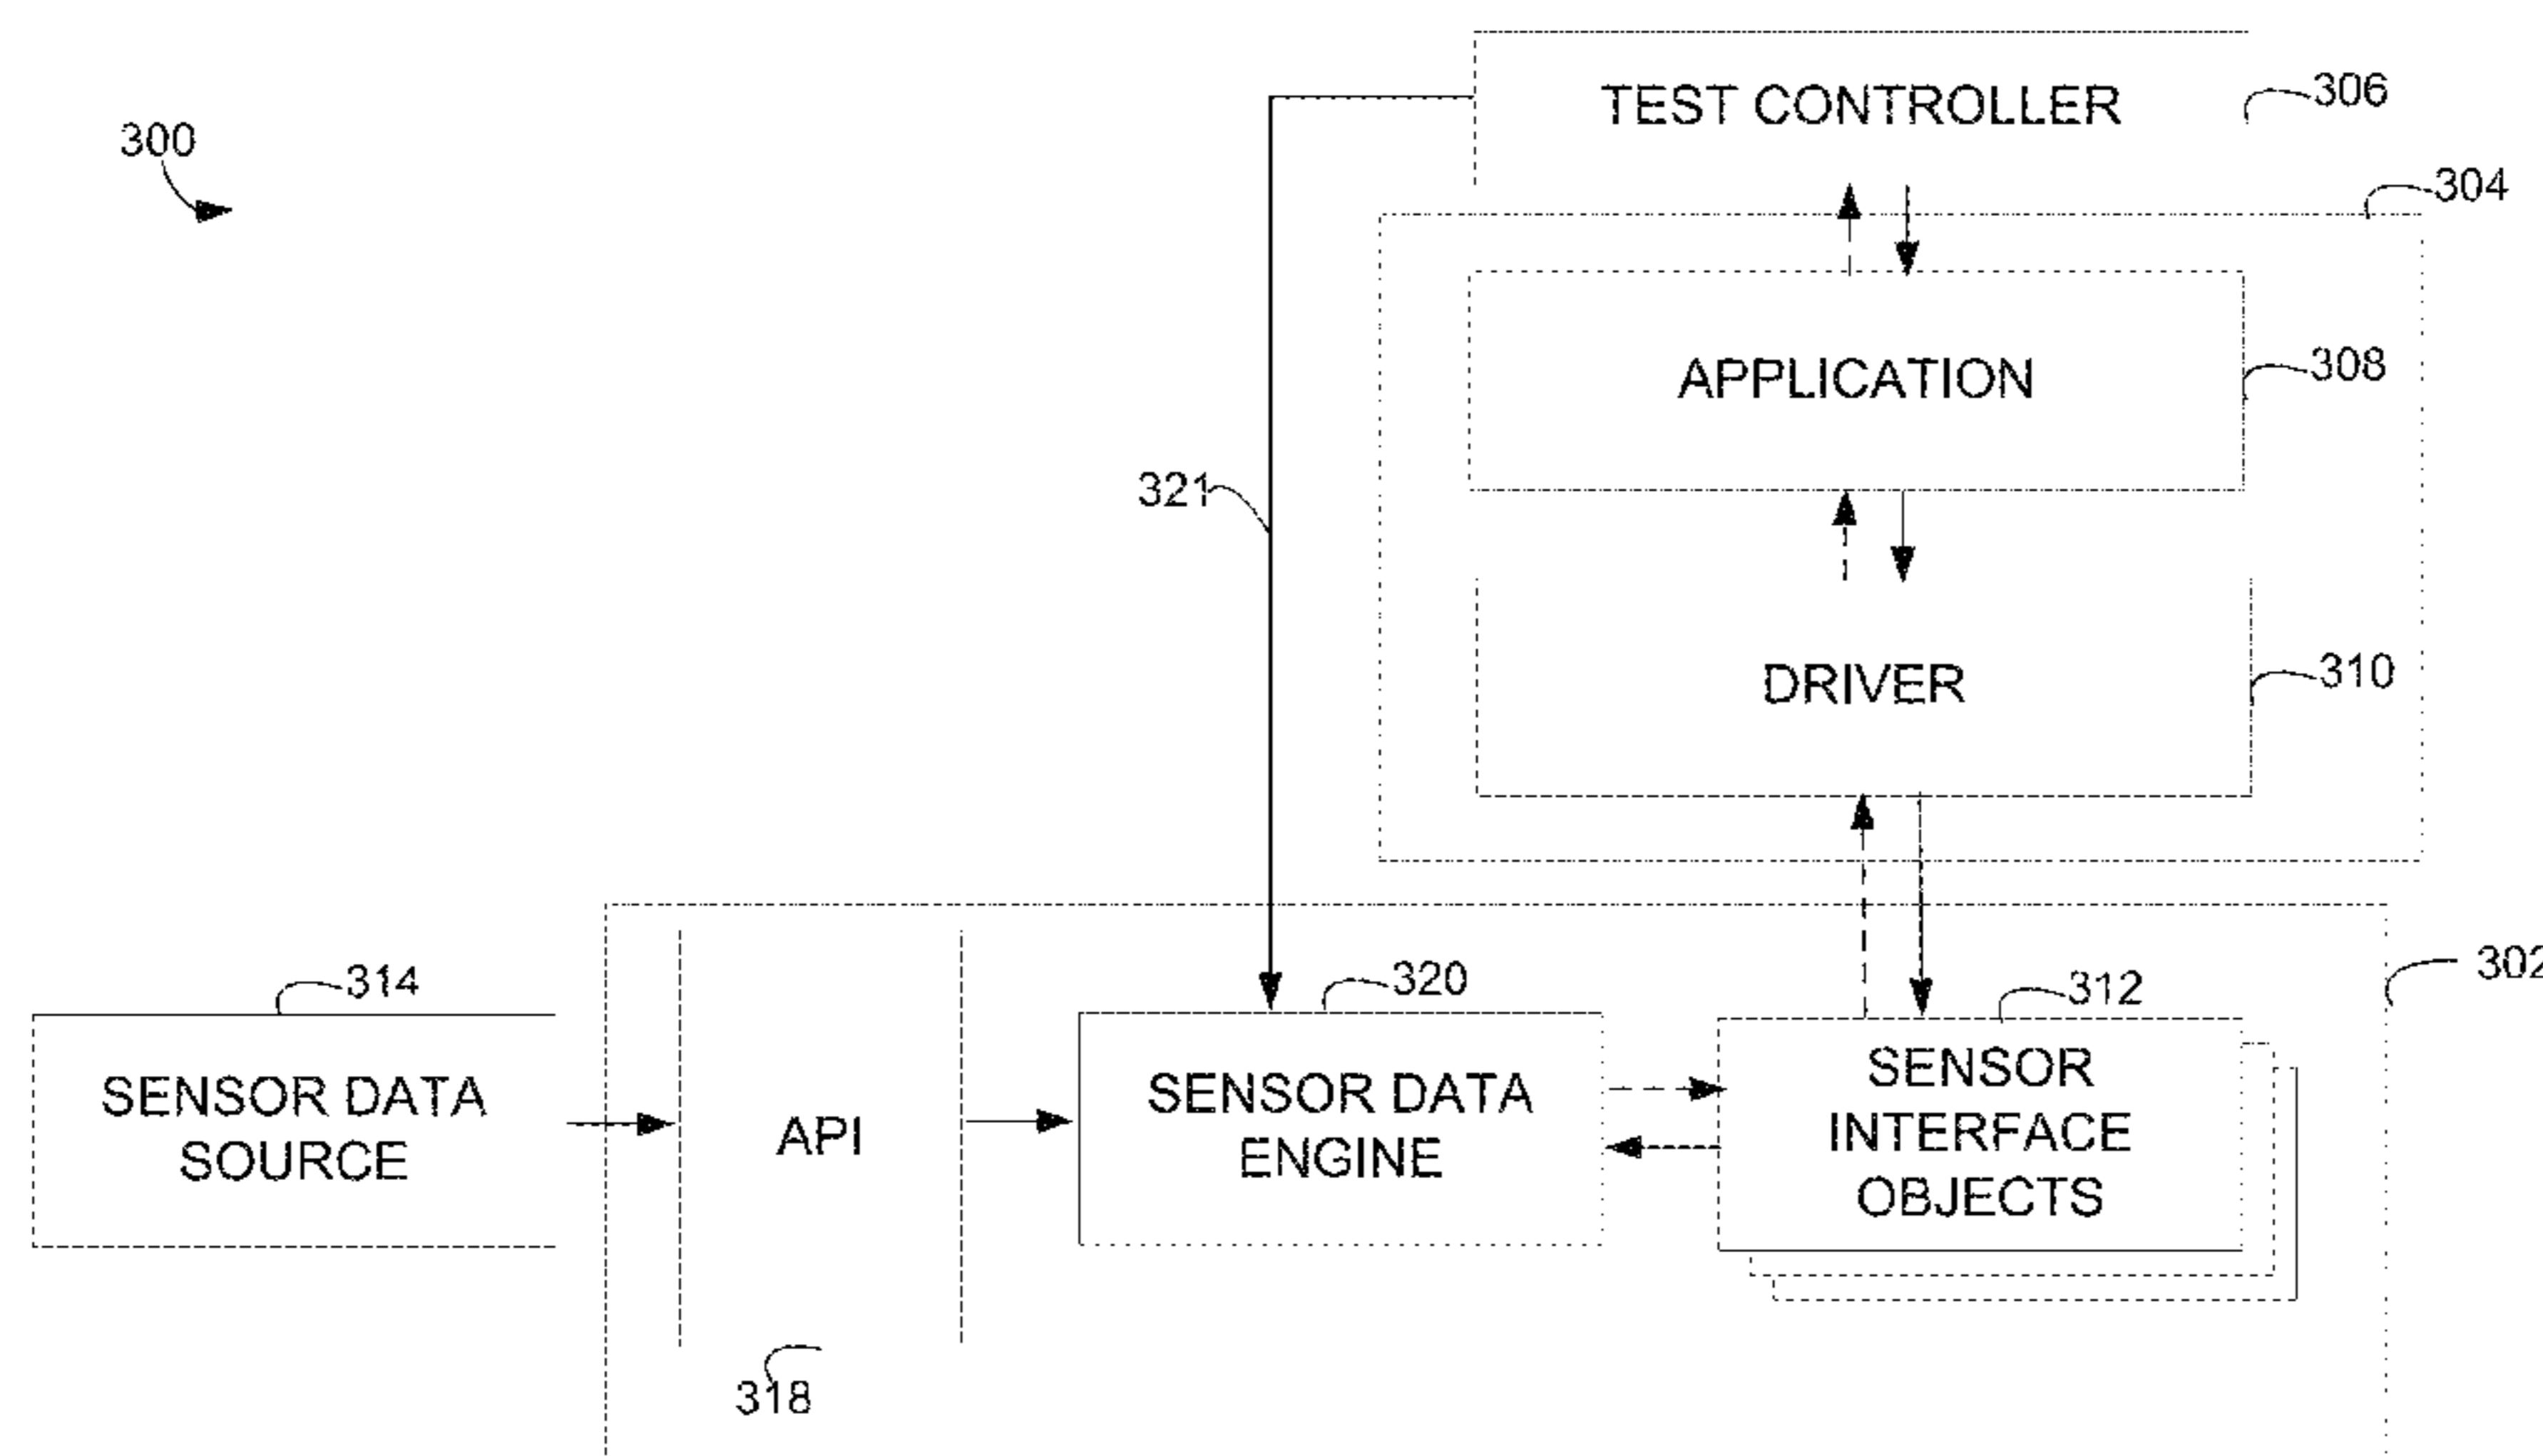 300
TEST CONTROLLER
306
304
APPLICATION
308
321
DRIVER
310
302
314
SENSOR DATA
SOURCE
API
318
320
SENSOR DATA
ENGINE
312
SENSOR
INTERFACE
OBJECTS